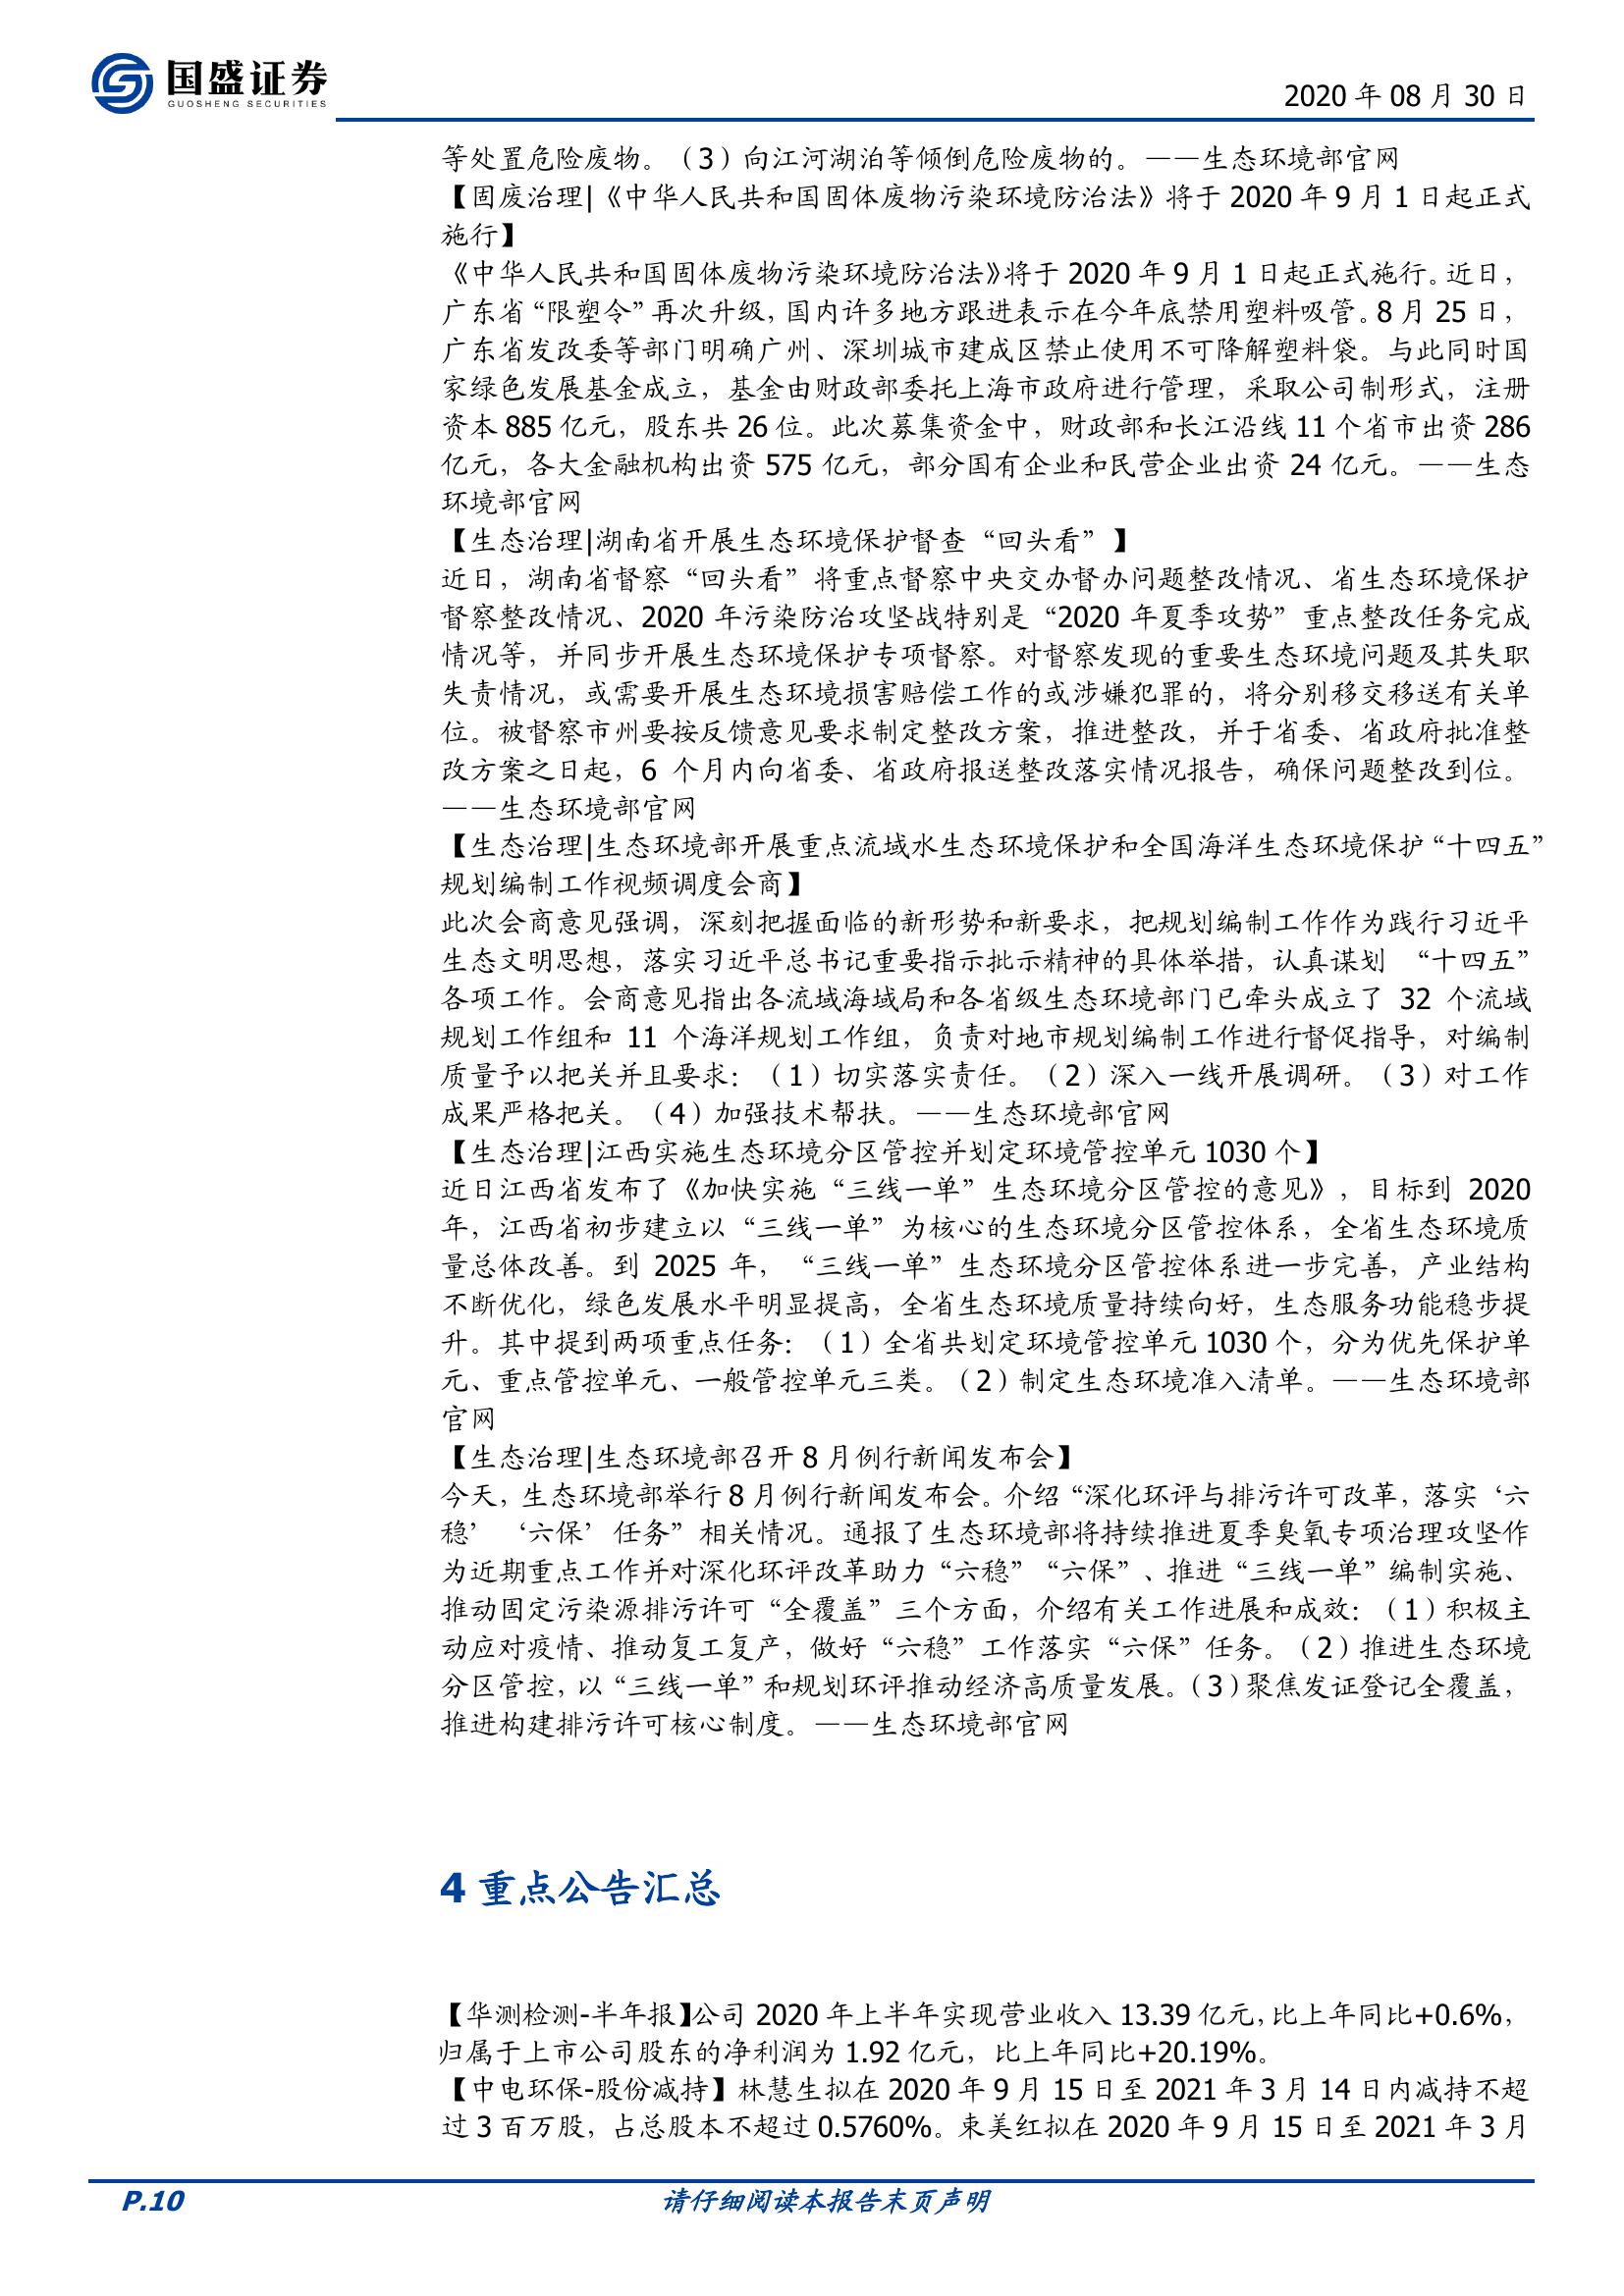 国盛证券
GUOSHENG SECURITIES
2020 年 08 月 30 日
等处置危险废物。（3）向江河湖泊等倾倒危险废物的。——生态环境部官网
【固废治理|《中华人民共和国固体废物污染环境防治法》将于 2020 年 9 月 1 日起正式
施行】
《中华人民共和国固体废物污染环境防治法》将于 2020 年 9 月 1 日起正式施行。近日，
广东省“限塑令”再次升级，国内许多地方跟进表示在今年底禁用塑料吸管。8 月 25 日，
广东省发改委等部门明确广州、深圳城市建成区禁止使用不可降解塑料袋。与此同时国
家绿色发展基金成立，基金由财政部委托上海市政府进行管理，采取公司制形式，注册
资本 885 亿元，股东共 26 位。此次募集资金中，财政部和长江沿线 11 个省市出资 286
亿元，各大金融机构出资 575 亿元，部分国有企业和民营企业出资 24 亿元。——生态
环境部官网
【生态治理|湖南省开展生态环境保护督查“回头看”】
近日，湖南省督察“回头看”将重点督察中央交办督办问题整改情况、省生态环境保护
督察整改情况、2020 年污染防治攻坚战特别是“2020 年夏季攻势”重点整改任务完成
情况等，并同步开展生态环境保护专项督察。对督察发现的重要生态环境问题及其失职
失责情况，或需要开展生态环境损害赔偿工作的或涉嫌犯罪的，将分别移交移送有关单
位。被督察市州要按反馈意见要求制定整改方案，推进整改，并于省委、省政府批准整
改方案之日起，6 个月内向省委、省政府报送整改落实情况报告，确保问题整改到位。
——生态环境部官网
【生态治理|生态环境部开展重点流域水生态环境保护和全国海洋生态环境保护“十四五”
规划编制工作视频调度会商】
此次会商意见强调，深刻把握面临的新形势和新要求，把规划编制工作作为践行习近平
生态文明思想，落实习近平总书记重要指示批示精神的具体举措，认真谋划 “十四五”
各项工作。会商意见指出各流域海域局和各省级生态环境部门已牵头成立了 32 个流域
规划工作组和 11 个海洋规划工作组，负责对地市规划编制工作进行督促指导，对编制
质量予以把关并且要求：（1）切实落实责任。（2）深入一线开展调研。（3）对工作
成果严格把关。（4）加强技术帮扶。——生态环境部官网
【生态治理|江西实施生态环境分区管控并划定环境管控单元 1030 个】
近日江西省发布了《加快实施“三线一单”生态环境分区管控的意见》，目标到 2020
年，江西省初步建立以“三线一单”为核心的生态环境分区管控体系，全省生态环境质
量总体改善。到 2025 年，“三线一单”生态环境分区管控体系进一步完善，产业结构
不断优化，绿色发展水平明显提高，全省生态环境质量持续向好，生态服务功能稳步提
升。其中提到两项重点任务：（1）全省共划定环境管控单元 1030 个，分为优先保护单
元、重点管控单元、一般管控单元三类。（2）制定生态环境准入清单。——生态环境部
官网
【生态治理|生态环境部召开 8 月例行新闻发布会】
今天，生态环境部举行 8 月例行新闻发布会。介绍“深化环评与排污许可改革，落实‘六
稳’‘六保’任务”相关情况。通报了生态环境部将持续推进夏季臭氧专项治理攻坚作
为近期重点工作并对深化环评改革助力“六稳”“六保”、推进“三线一单”编制实施、
推动固定污染源排污许可“全覆盖”三个方面，介绍有关工作进展和成效：（1）积极主
动应对疫情、推动复工复产，做好“六稳”工作落实“六保”任务。（2）推进生态环境
分区管控，以“三线一单”和规划环评推动经济高质量发展。（3）聚焦发证登记全覆盖，
推进构建排污许可核心制度。——生态环境部官网
4 重点公告汇总
【华测检测-半年报】公司 2020 年上半年实现营业收入 13.39 亿元，比上年同比+0.6%，
归属于上市公司股东的净利润为 1.92 亿元，比上年同比+20.19%。
【中电环保-股份减持】林慧生拟在 2020 年 9 月 15 日至 2021 年 3 月 14 日内减持不超
过 3 百万股，占总股本不超过 0.5760%。束美红拟在 2020 年 9 月 15 日至 2021 年 3 月
P.10
请仔细阅读本报告末页声明